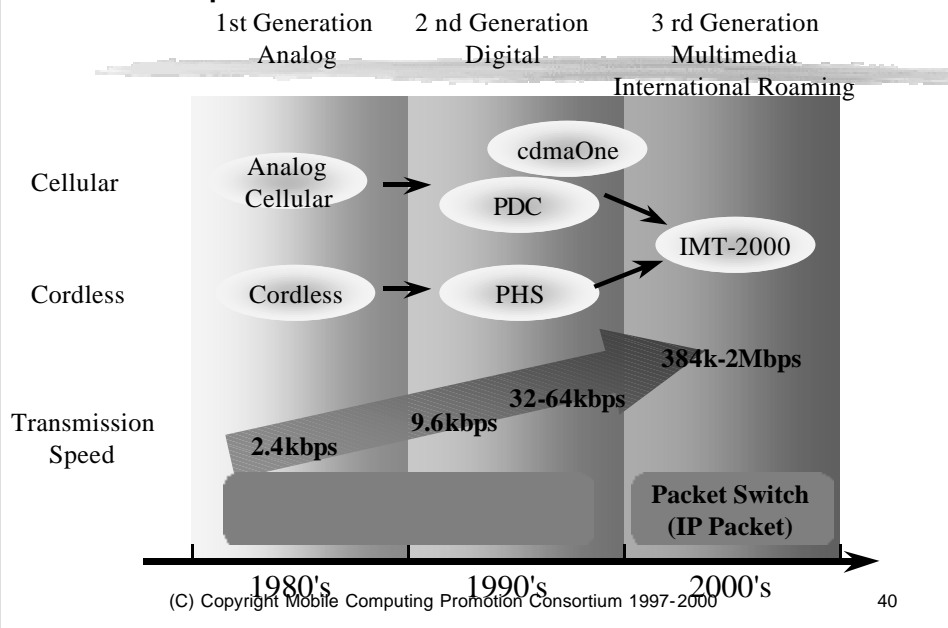 1st Generation
Analog
2 nd Generation
Digital
3 rd Generation
Multimedia
International Roaming
Cellular
Analog
Cellular
cdmaOne
PDC
IMT-2000
Cordless
Cordless
PHS
Transmission
Speed
2.4kbps
9.6kbps
32-64kbps
384k-2Mbps
Packet Switch
(IP Packet)
1980's
1990's
2000's
(C) Copyright Mobile Computing Promotion Consortium 1997-2000
40